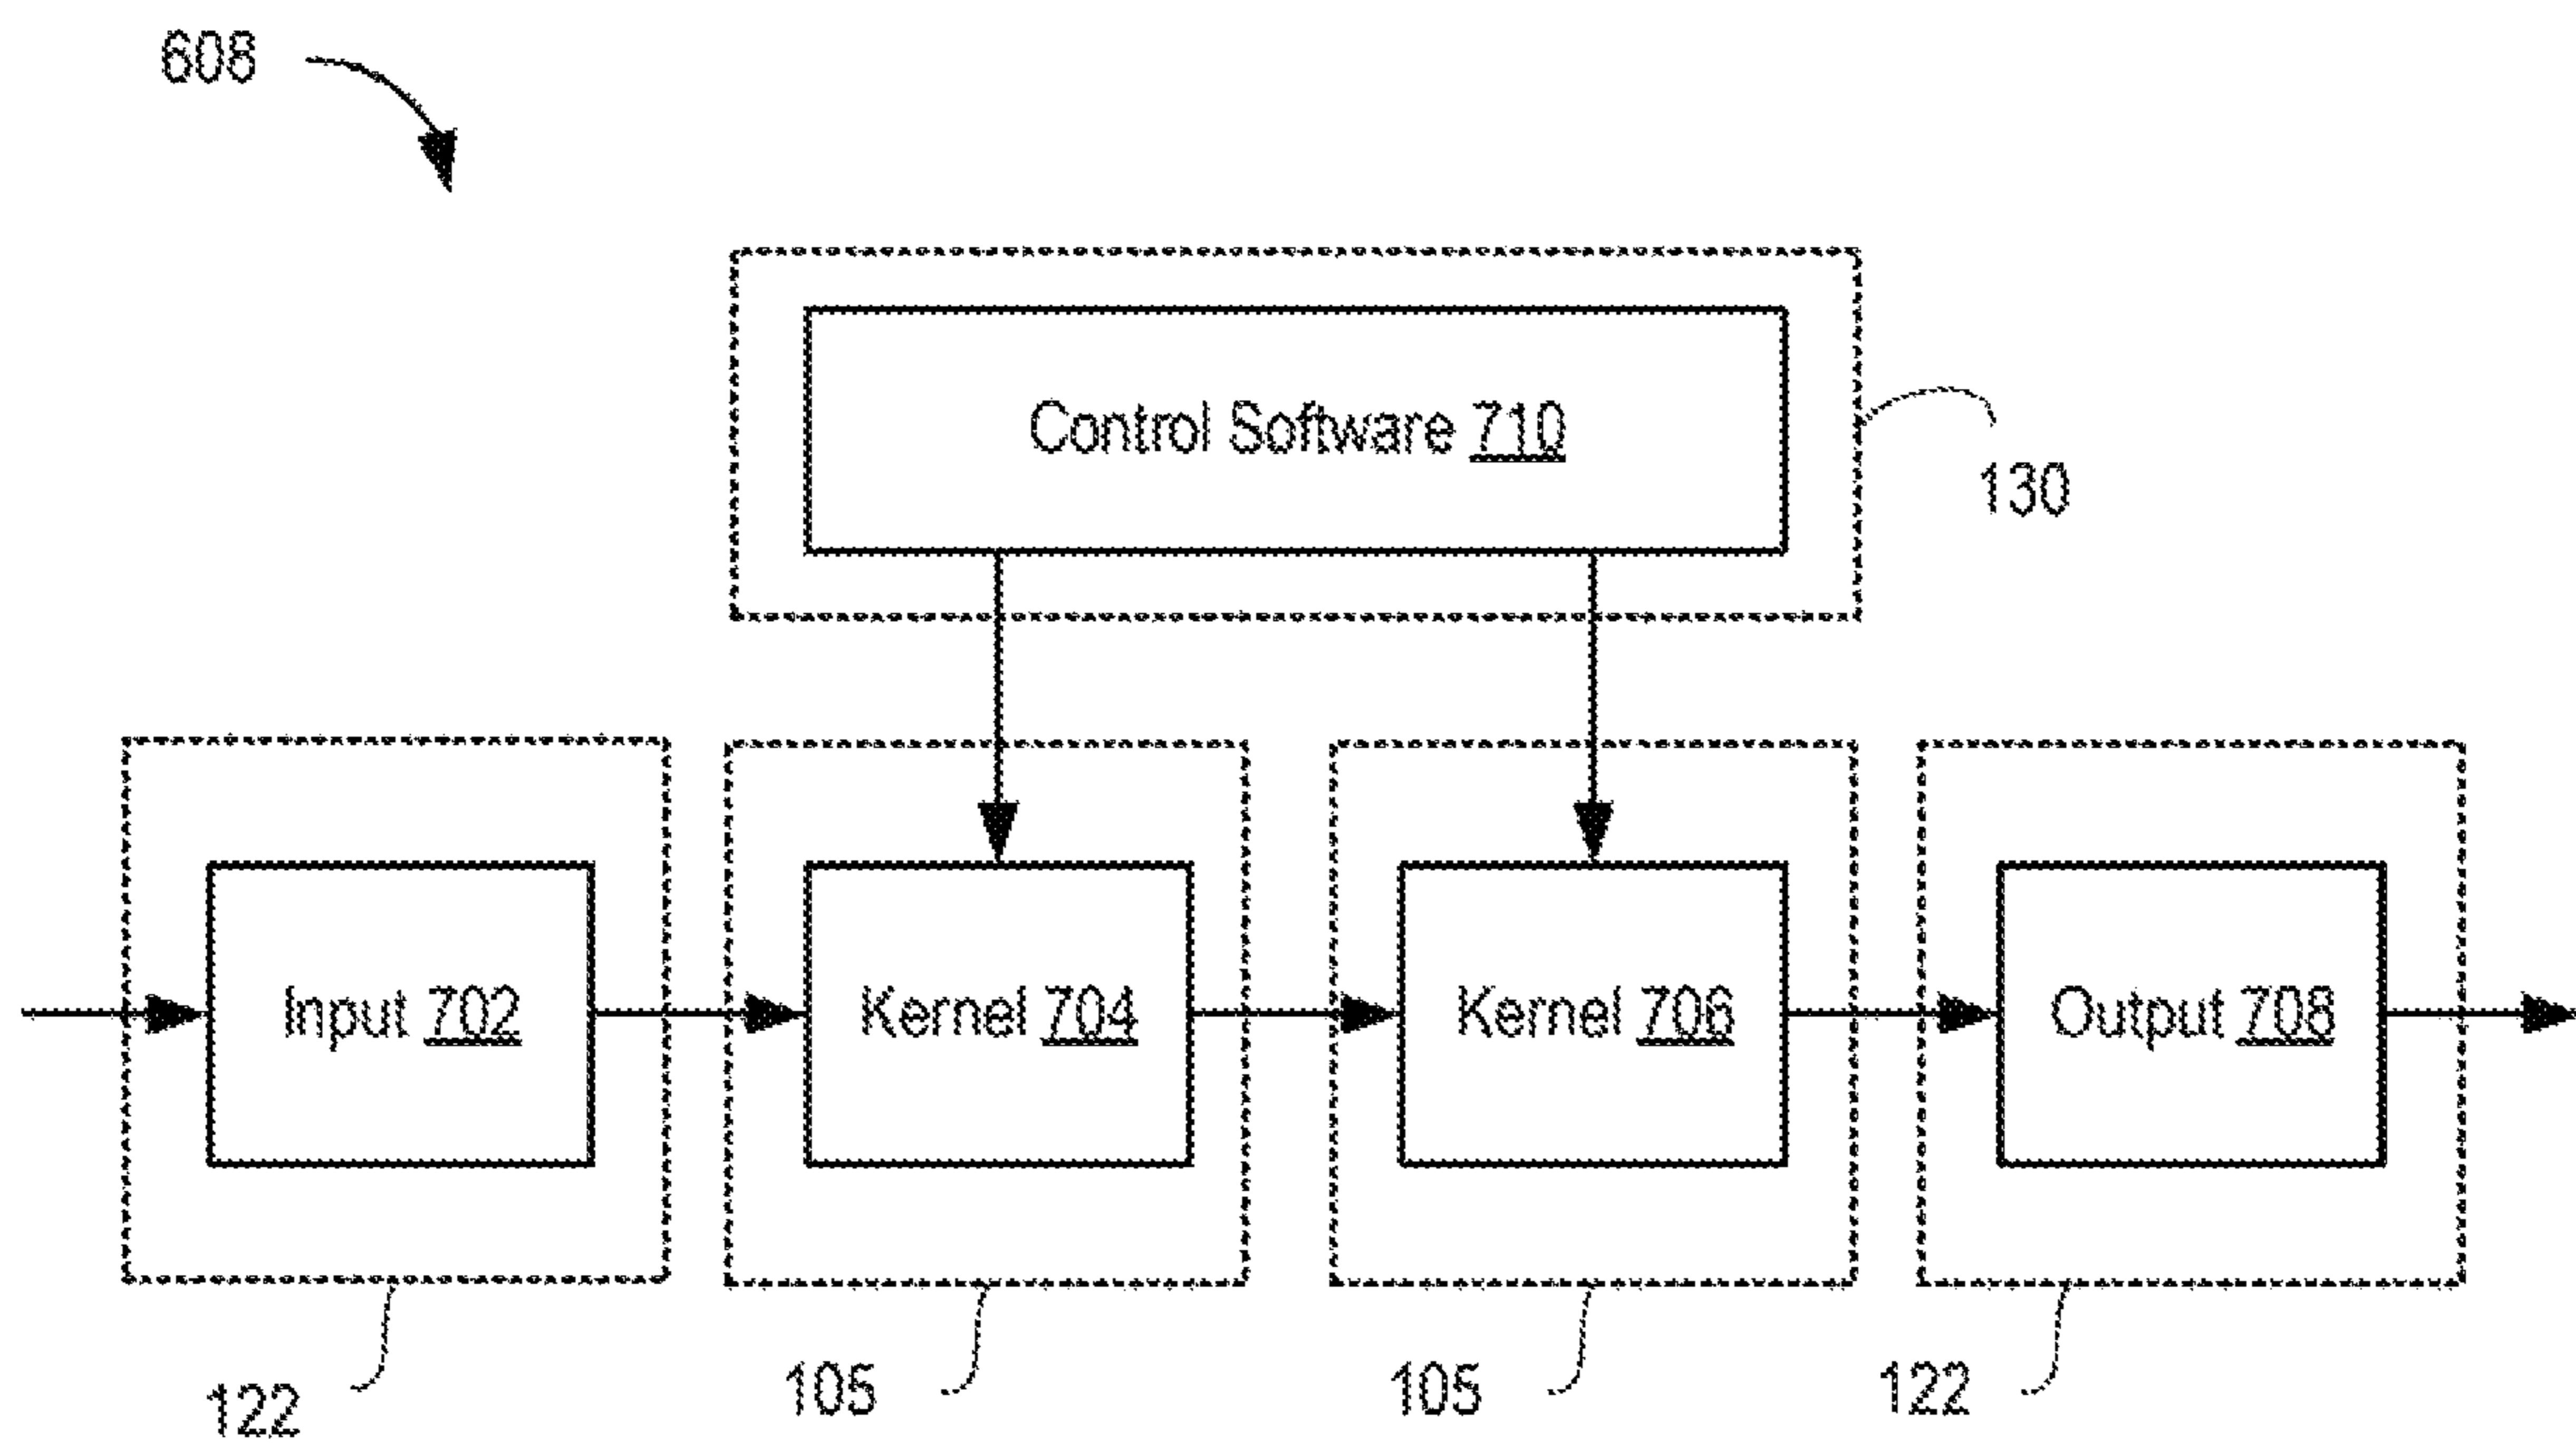 608
Control Software 710
130
Input 702
Kernel 704
Kernel 706
Output 708
122
105
105
122